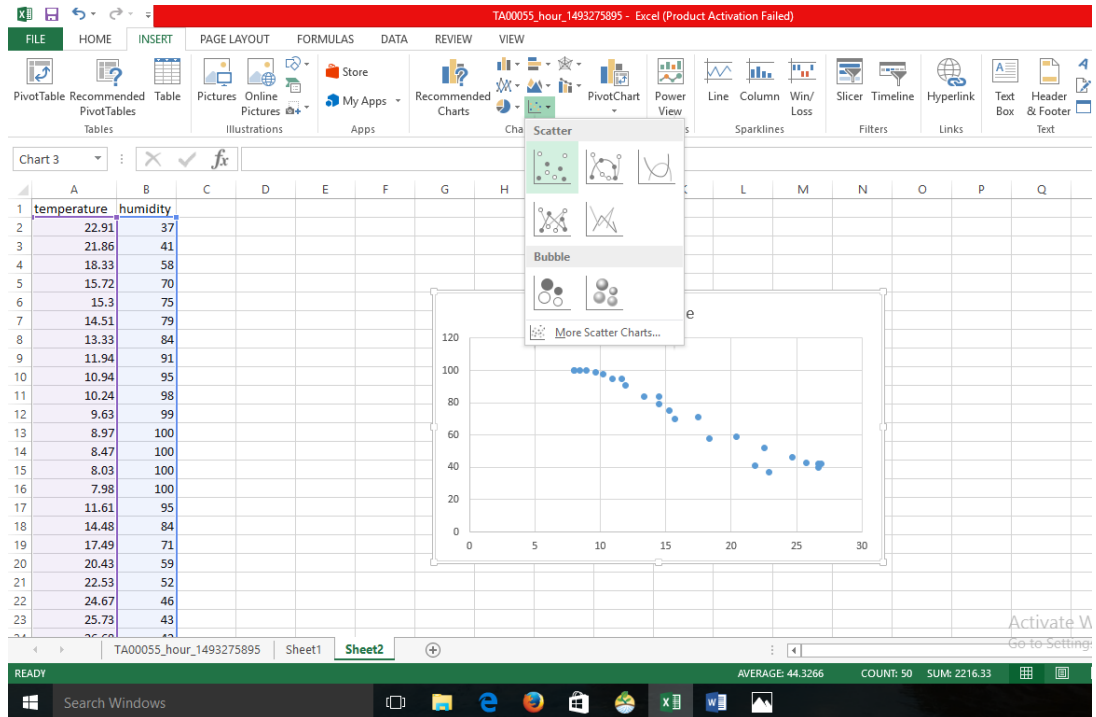 TA00055_hour_1493275895 - Excel (Product Activation Failed)
FILE HOME INSERT PAGE LAYOUT FORMULAS DATA REVIEW VIEW
PivotTable Recommended PivotTables Table Pictures Online Pictures Store My Apps Recommended Charts PivotChart Power View Line Column Win/ Loss Slicer Timeline Hyperlink Text Box Header & Footer
Tables Illustrations Apps Cha Sparklines Filters Links Text
Scatter
Bubble
More Scatter Charts...
Chart 3 fx
A B C D E F G H L M N O P Q
1 temperature humidity
2 22.91 37
3 21.86 41
4 18.33 58
5 15.72 70
6 15.3 75
7 14.51 79
8 13.33 84
9 11.94 91
10 10.94 95
11 10.24 98
12 9.63 99
13 8.97 100
14 8.47 100
15 8.03 100
16 7.98 100
17 11.61 95
18 14.48 84
19 17.49 71
20 20.43 59
21 22.53 52
22 24.67 46
23 25.73 43
e
120
100
80
60
40
20
0
0 5 10 15 20 25 30
Activate W
Go to Setting
TA00055_hour_1493275895 Sheet1 Sheet2
READY AVERAGE: 44.3266 COUNT: 50 SUM: 2216.33
Search Windows